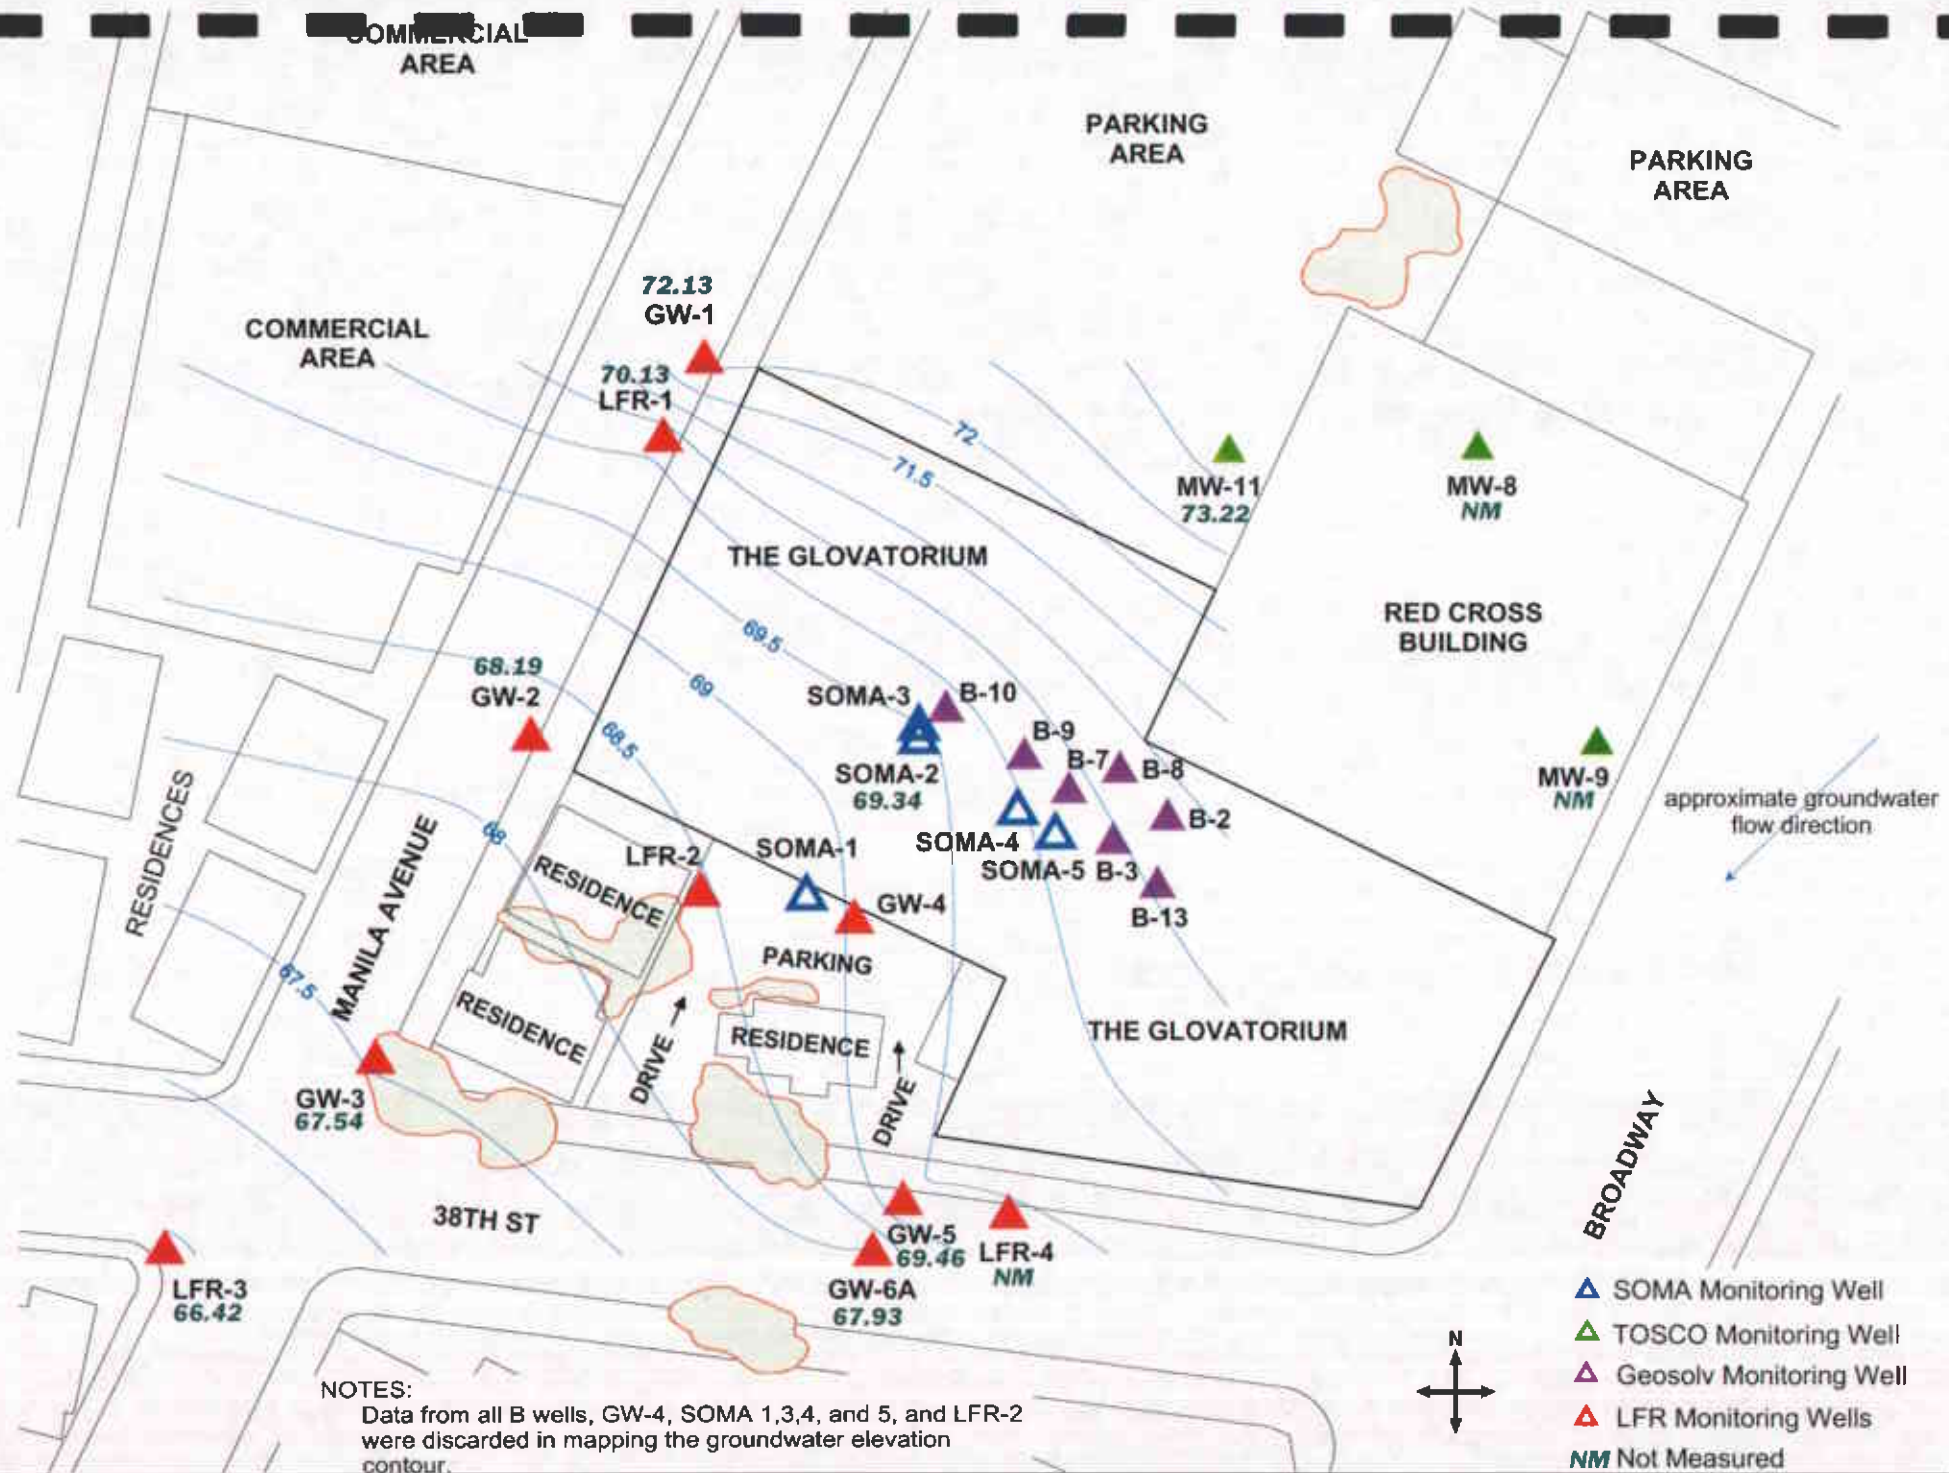 COMMERCIAL
AREA
PARKING
AREA
PARKING
AREA
72.13
GW-1
COMMERCIAL
AREA
70.13
LFR-1
72
71.5
MW-11
73.22
MW-8
NM
THE GLOVATORIUM
RED CROSS
BUILDING
69.5
69
68.19
GW-2
68.5
SOMA-3
B-10
B-9
B-7
B-8
SOMA-2
69.34
MW-9
NM
approximate groundwater
flow direction
B-2
SOMA-4
SOMA-5
B-3
B-13
68
RESIDENCES
MANILA AVENUE
LFR-2
SOMA-1
RESIDENCE
GW-4
PARKING
67.5
RESIDENCE
DRIVE
RESIDENCE
DRIVE
THE GLOVATORIUM
GW-3
67.54
BROADWAY
38TH ST
GW-5
69.46
LFR-4
NM
GW-6A
67.93
LFR-3
66.42
SOMA Monitoring Well
TOSCO Monitoring Well
Geosolv Monitoring Well
LFR Monitoring Wells
NM Not Measured
N
NOTES:
Data from all B wells, GW-4, SOMA 1,3,4, and 5, and LFR-2
were discarded in mapping the groundwater elevation
contour.